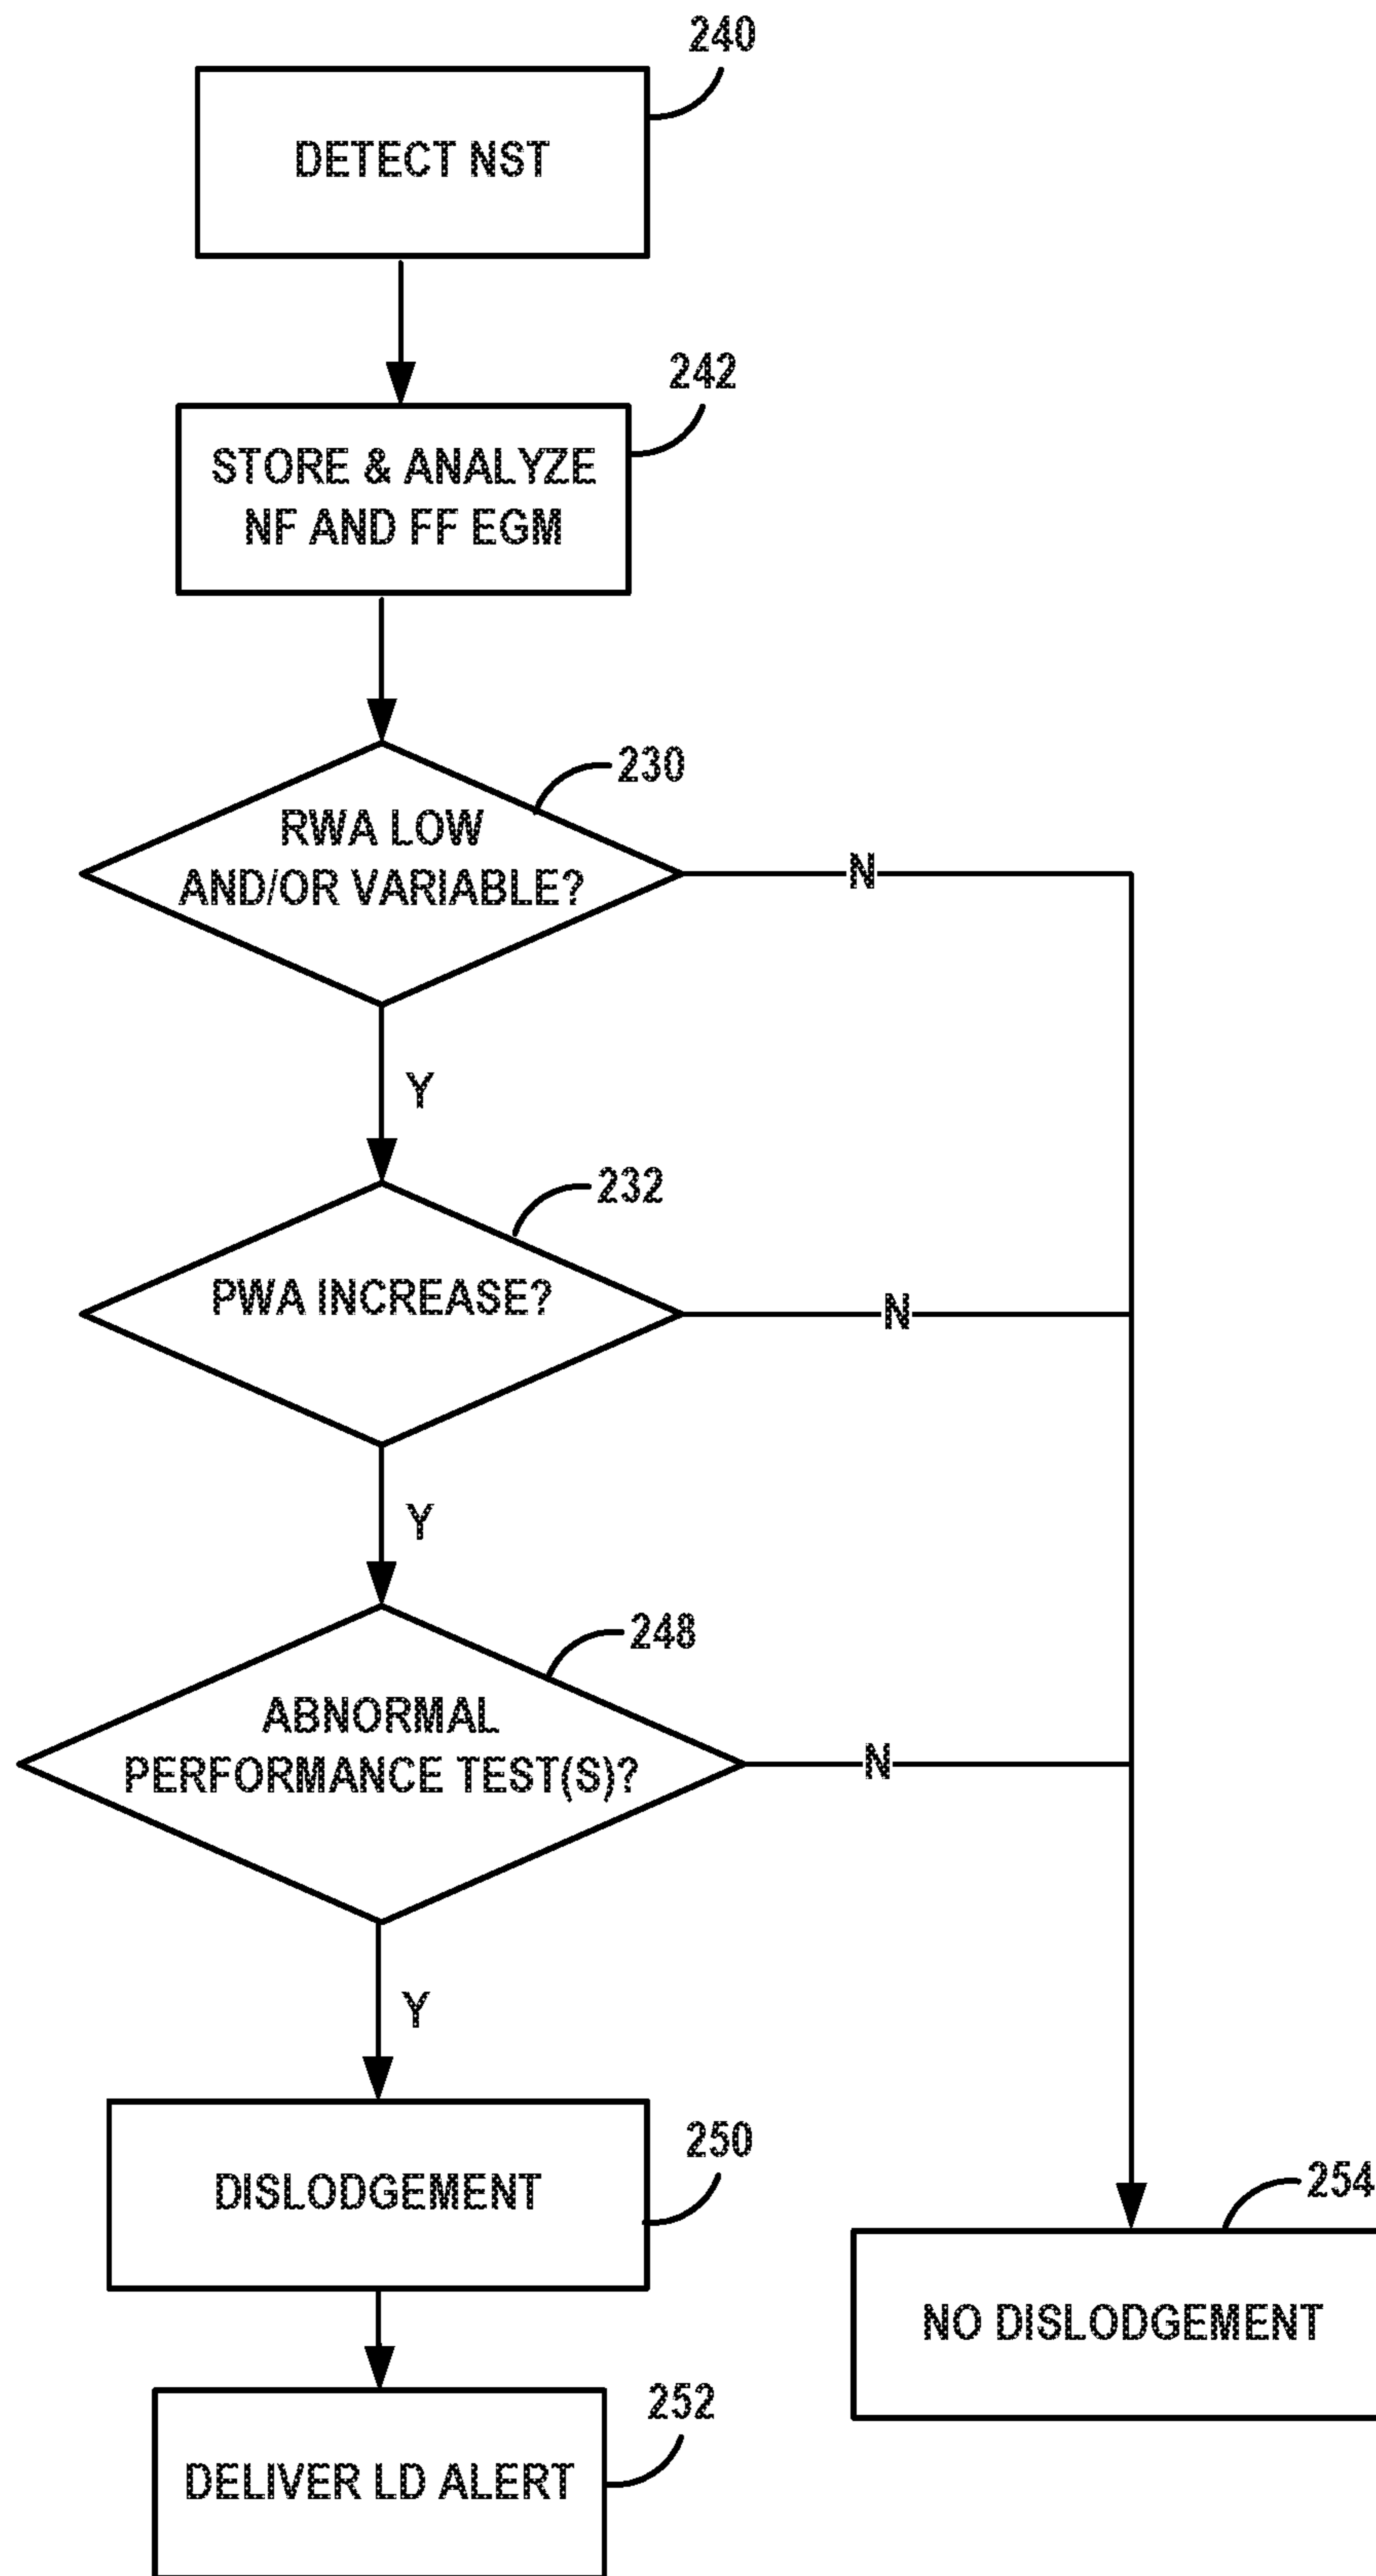 240
DETECT NST
242
STORE & ANALYZE
NF AND FF EGM
230
RWA LOW
AND/OR VARIABLE?
N
Y
232
PWA INCREASE?
N
Y
248
ABNORMAL
PERFORMANCE TEST(S)?
N
Y
250
DISLODGEMENT
254
NO DISLODGEMENT
252
DELIVER LD ALERT